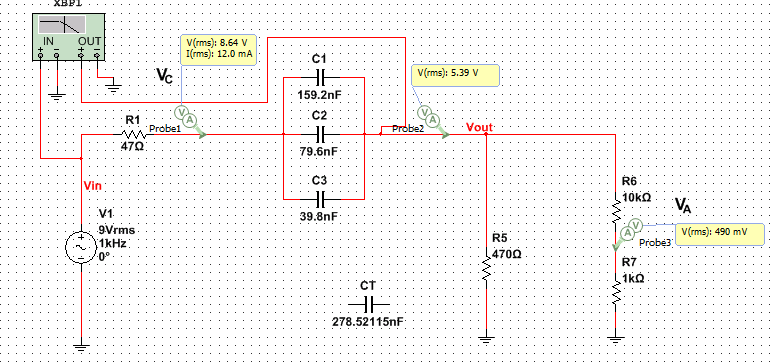 XBP1
IN OUT
V(rms): 8.64 V
I(rms): 12.0 mA
VC
C1
159.2nF
V(rms): 5.39 V
R1
47Ω
Probe1
C2
79.6nF
Probe2
Vout
C3
39.8nF
Vin
V1
9Vrms
1kHz
0°
R6
10kΩ
VA
V(rms): 490 mV
Probe3
R5
470Ω
R7
1kΩ
CT
278.52115nF